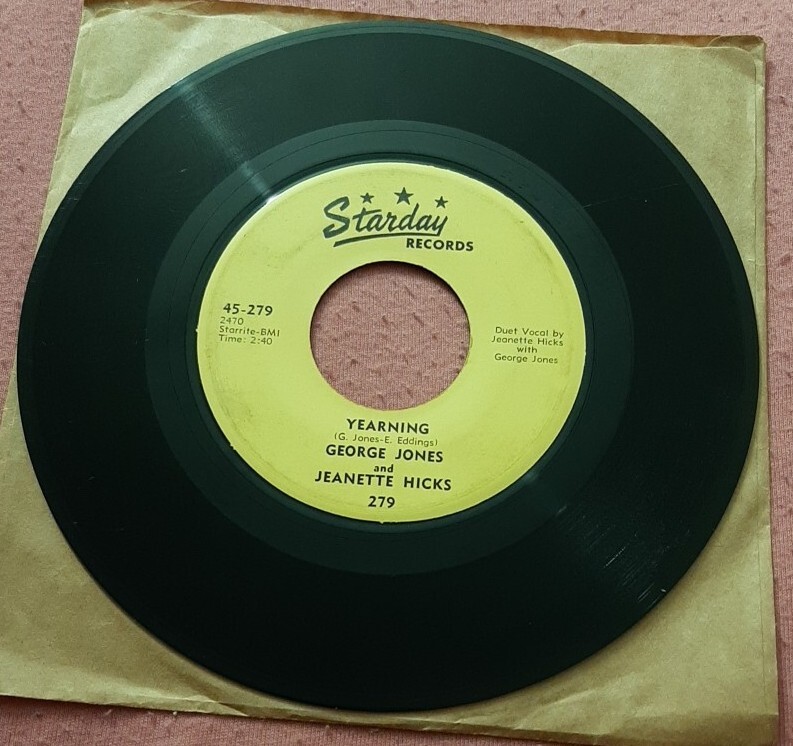 Starday
RECORDS
45-279
2470
Starrite-BMI
Time: 2:40
Duet Vocal by
Jeanette Hicks
with
George Jones
YEARNING
(G. Jones-E. Eddings)
GEORGE JONES
and
JEANETTE HICKS
279